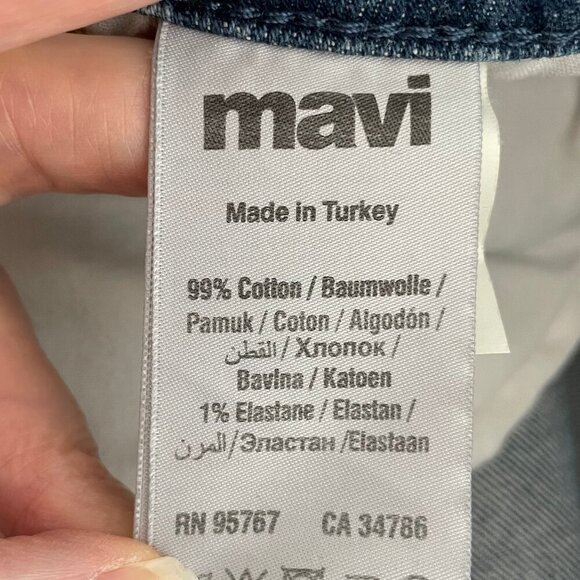 mavi
Made in Turkey
99% Cotton / Baumwolle /
Pamuk / Coton / Algodón /
القطن / Хлопок /
Bavlna / Katoen
1% Elastane / Elastan /
المرن / Эластан / Elastaan
RN 95767 CA 34786